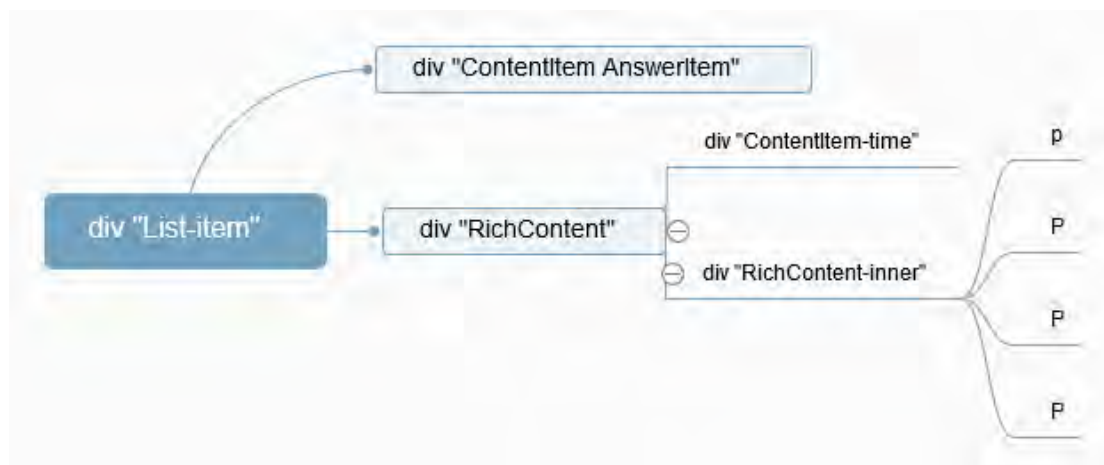 div "ContentItem AnswerItem"
div "ContentItem-time"
p
div "List-item"
div "RichContent"
P
div "RichContent-inner"
P
P